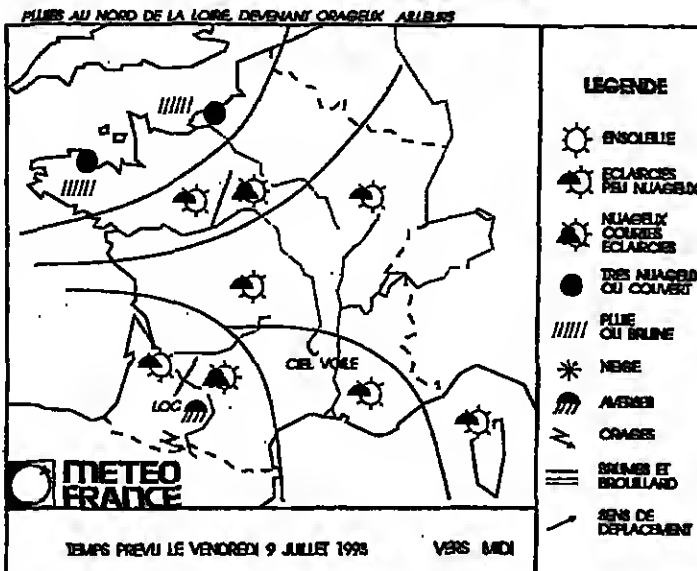 PLUIES AU NORD DE LA LOIRE, DEVENANT ORAGEUX AILLEURS
CIEL VOILE
LOC
METEO
FRANCE
TEMPS PREVU LE VENDREDI 9 JUILLET 1993 VERS MIDI
LEGENDE
ENSOLEILLE
ECLAIRCIES
PEU NUAGEUX
NUAGEUX
COURTES
ECLAIRCIES
TRES NUAGEUX
OU COUVERT
PLUIE
OU BRUINE
NEIGE
AVERSES
ORAGES
BRUMES ET
BROUILLARD
SENS DE
DEPLACEMENT